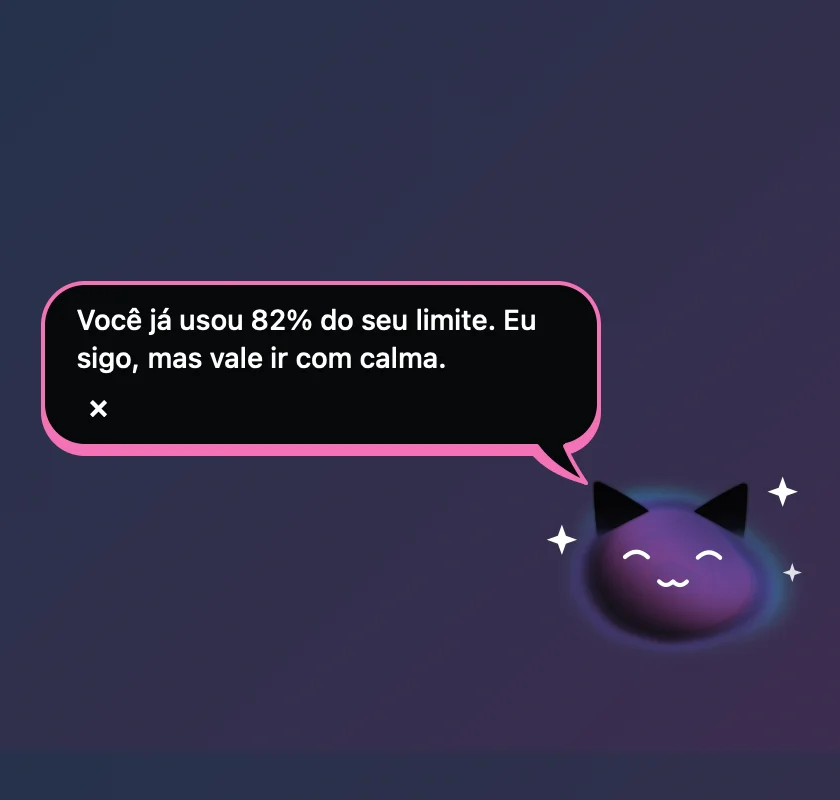 Você já usou 82% do seu limite. Eu
sigo, mas vale ir com calma.
×